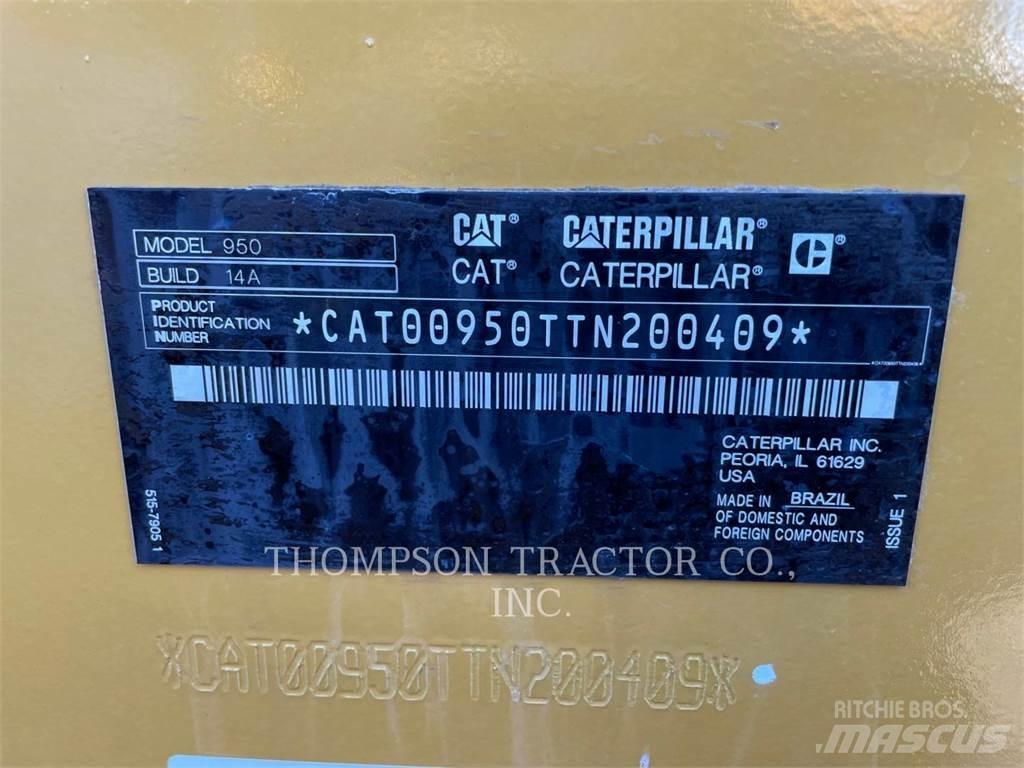 MODEL 950
BUILD 14A
CAT® CATERPILLAR® ®
CAT® CATERPILLAR®
PRODUCT
IDENTIFICATION
NUMBER
*CAT00950TTN200409*
*CAT00950TTN200409*
CATERPILLAR INC.
PEORIA, IL 61629
USA
MADE IN BRAZIL
OF DOMESTIC AND
FOREIGN COMPONENTS
ISSUE 1
515-7905 1
THOMPSON TRACTOR CO.,
INC.
*CAT00950TTN200409*
RITCHIE BROS.
MASCUS